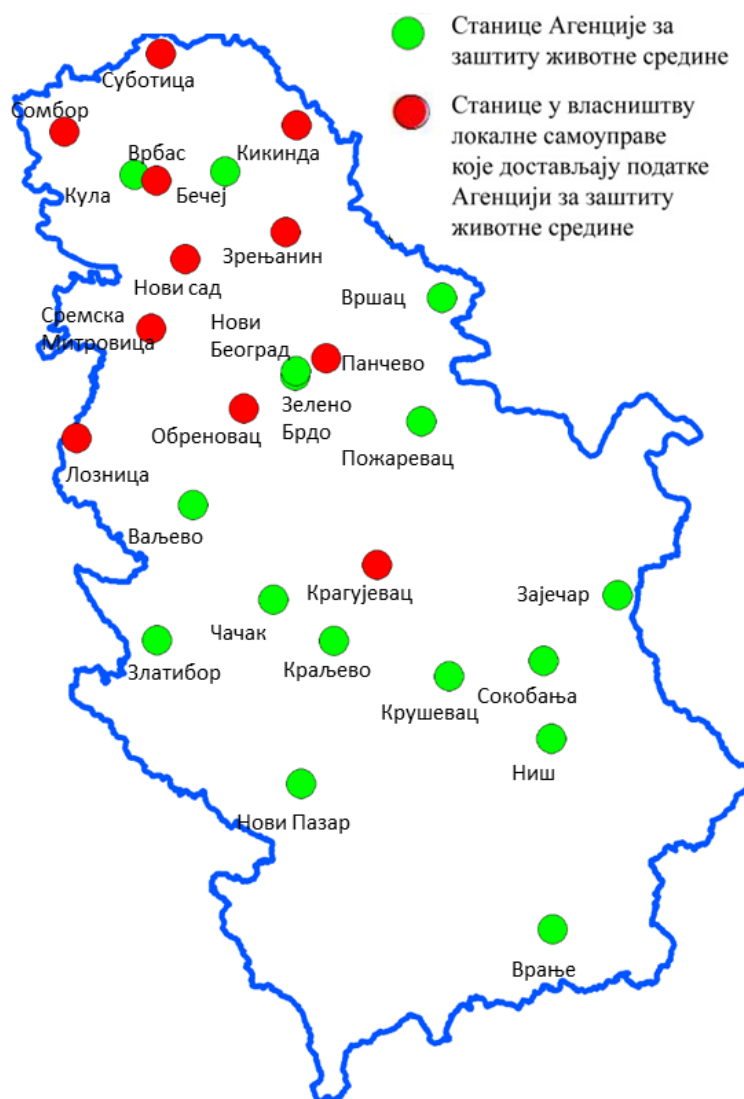 Станице Агенције за
заштиту животне средине
Станице у власништву
локалне самоуправе
које достављају податке
Агенцији за заштиту
животне средине
Суботица
Сомбор
Кикинда
Врбас
Кула
Бечеј
Зрењанин
Нови сад
Вршац
Сремска
Митровица
Нови
Београд
Панчево
Зелено
Брдо
Обреновац
Пожаревац
Лозница
Ваљево
Крагујевац
Зајечар
Чачак
Златибор
Краљево
Сокобања
Крушевац
Ниш
Нови Пазар
Врање